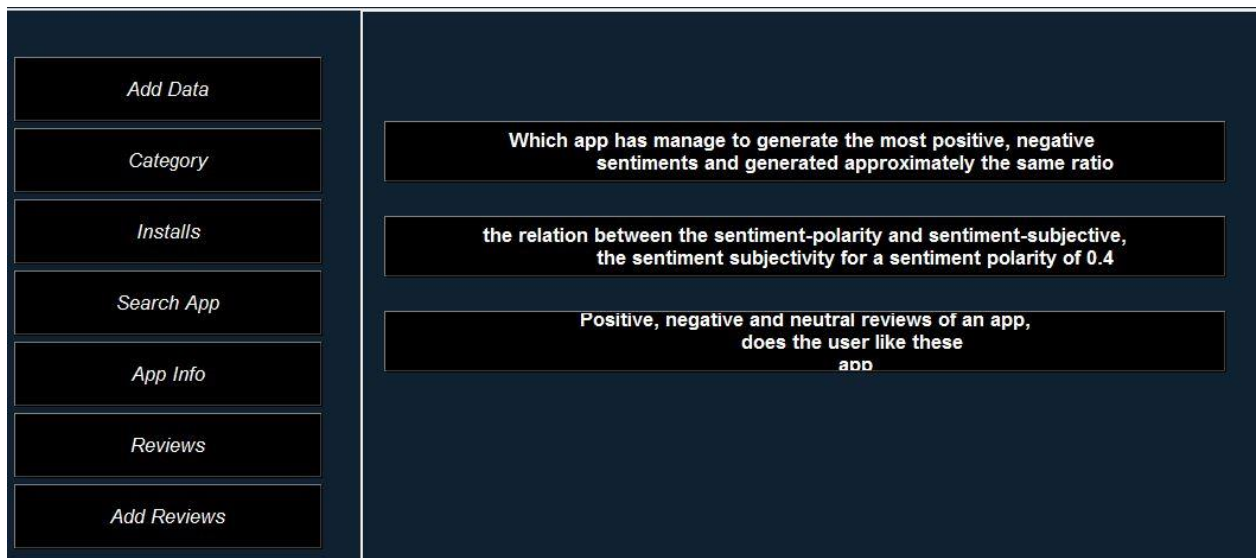 Add Data
Category
Installs
Search App
App Info
Reviews
Add Reviews
Which app has manage to generate the most positive, negative
sentiments and generated approximately the same ratio
the relation between the sentiment-polarity and sentiment-subjective,
the sentiment subjectivity for a sentiment polarity of 0.4
Positive, negative and neutral reviews of an app,
does the user like these
app